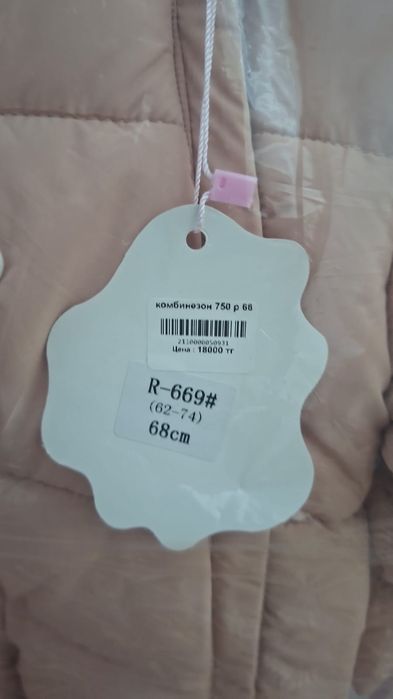 комбинезон 750 р 68
2110000050931
Цена : 18000 тг
R-669#
(62-74)
68cm